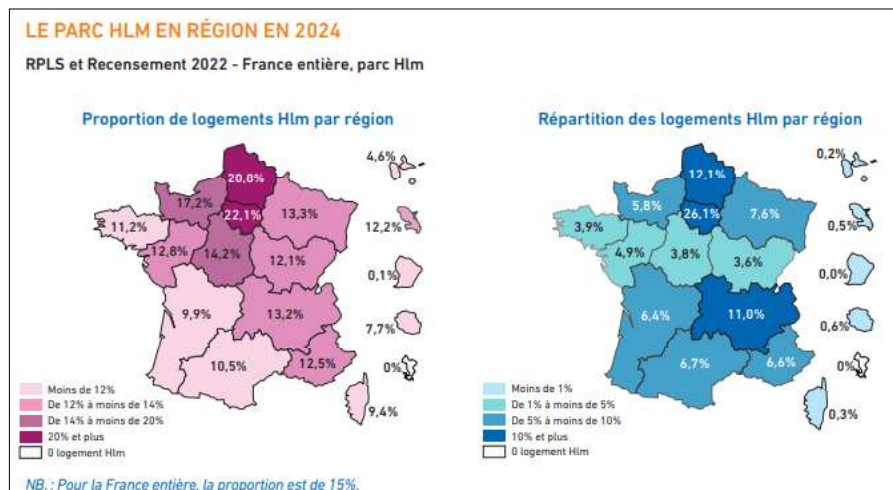 LE PARC HLM EN RÉGION EN 2024
RPLS et Recensement 2022 - France entière, parc Hlm
Proportion de logements Hlm par région
4,6%
20,0%
17,2%
22,1%
13,3%
11,2%
12,2%
12,8%
14,2%
12,1%
0,1%
9,9%
13,2%
7,7%
10,5%
12,5%
0%
9,4%
Moins de 12%
De 12% à moins de 14%
De 14% à moins de 20%
20% et plus
0 logement Hlm
Répartition des logements Hlm par région
0,2%
12,1%
5,8%
26,1%
7,6%
3,9%
0,5%
4,9%
3,8%
3,6%
0,0%
6,4%
11,0%
0,6%
6,7%
6,6%
0%
0,3%
Moins de 1%
De 1% à moins de 5%
De 5% à moins de 10%
10% et plus
0 logement Hlm
NB. : Pour la France entière, la proportion est de 15%.